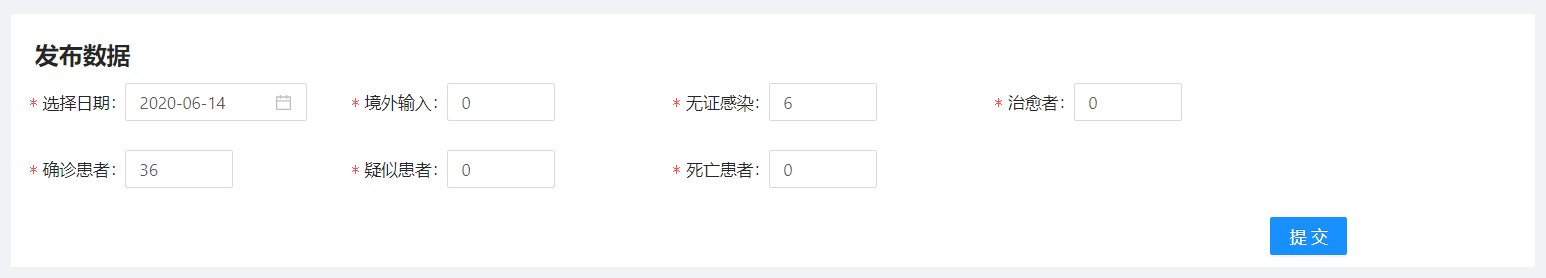 发布数据
* 选择日期: 2020-06-14 * 境外输入: 0 * 无证感染: 6 * 治愈者: 0
* 确诊患者: 36 * 疑似患者: 0 * 死亡患者: 0
提 交